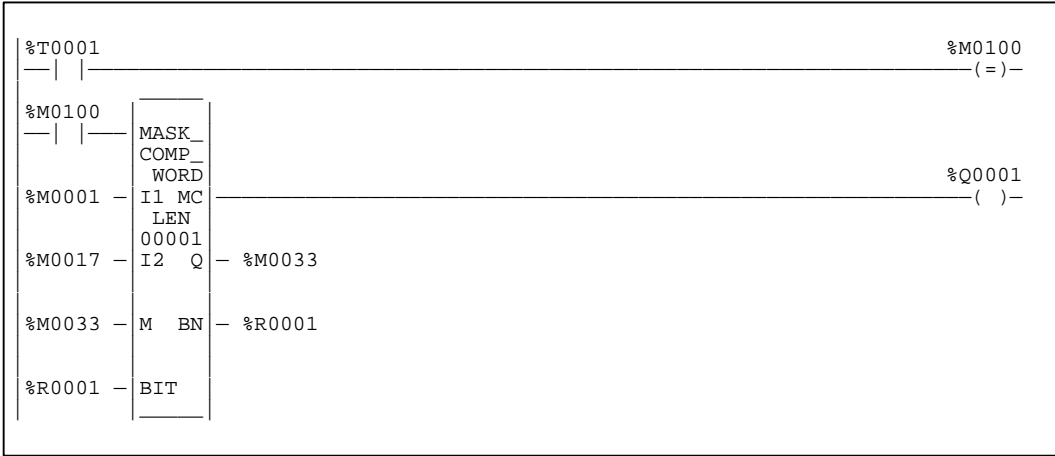 %T0001 %M0100
(=)
%M0100
MASK_
COMP_
WORD %Q0001
%M0001 I1 MC ( )
LEN
00001
%M0017 I2 Q %M0033
%M0033 M BN %R0001
%R0001 BIT